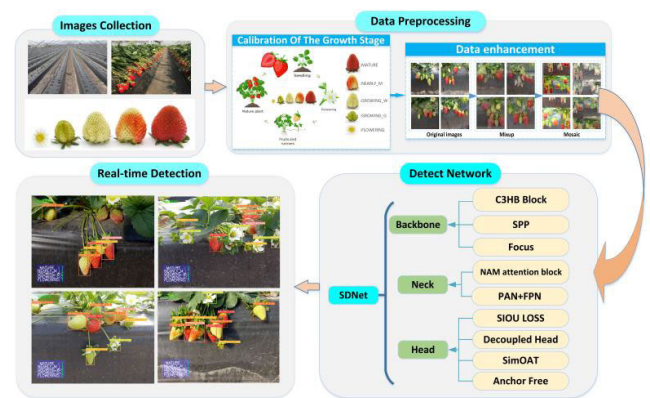 Images Collection
Data Preprocessing
Calibration Of The Growth Stage
Data enhancement
MATURE
NEARLY_M
GROWING_W
GROWING_G
FLOWERING
Seedling
Flowering
Mature plant
Fruits and runners
Original images
Mixup
Mosaic
Real-time Detection
Detect Network
SDNet
Backbone
C3HB Block
SPP
Focus
Neck
NAM attention block
PAN+FPN
Head
SIOU LOSS
Decoupled Head
SimOAT
Anchor Free